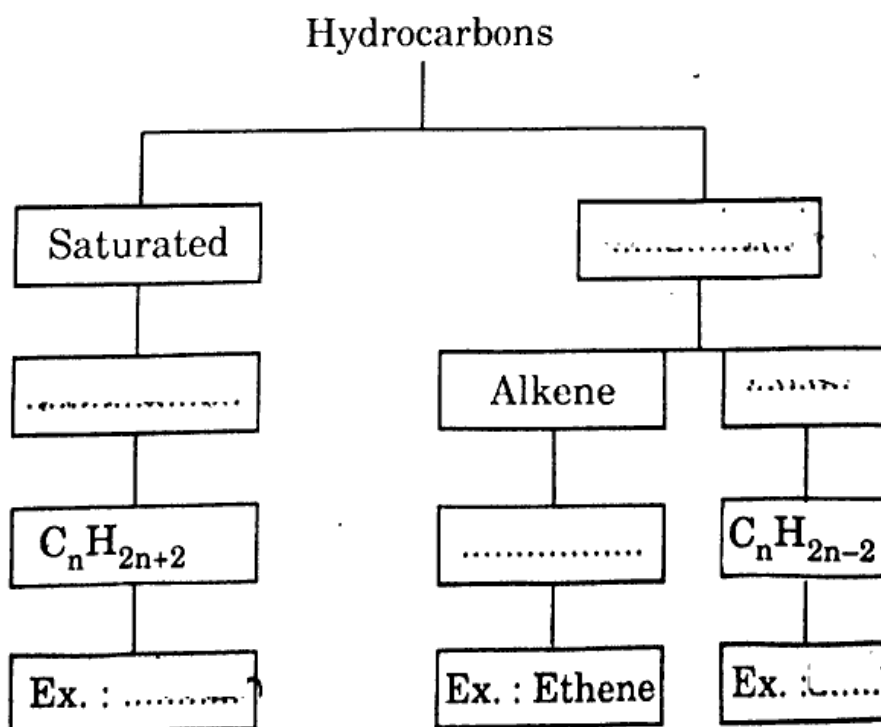 Hydrocarbons
Saturated
....................
....................
Alkene
..........
CₙH₂ₙ₊₂
..................
CₙH₂ₙ₋₂
Ex. : ............
Ex. : Ethene
Ex. : .......